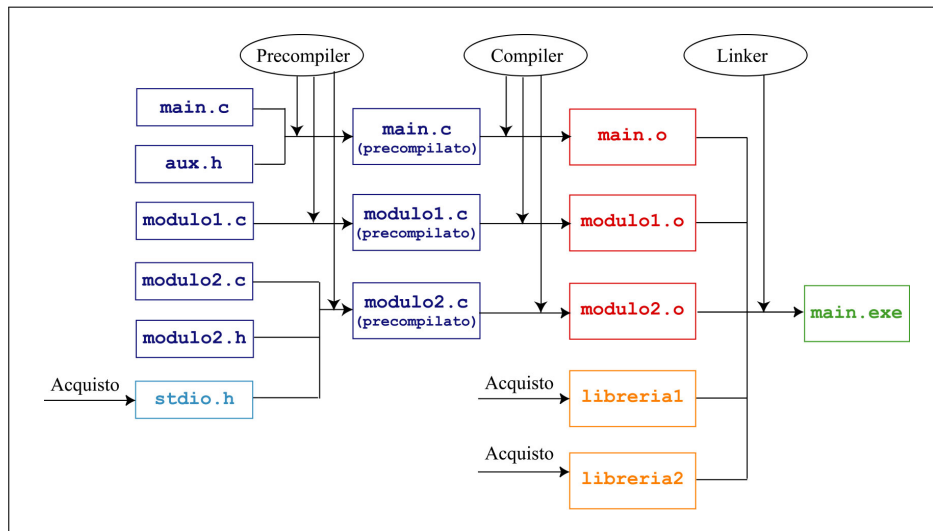 Precompiler
Compiler
Linker
main.c
aux.h
main.c
(precompilato)
main.o
modulo1.c
modulo1.c
(precompilato)
modulo1.o
modulo2.c
modulo2.h
modulo2.c
(precompilato)
modulo2.o
main.exe
Acquisto
stdio.h
Acquisto
libreria1
Acquisto
libreria2